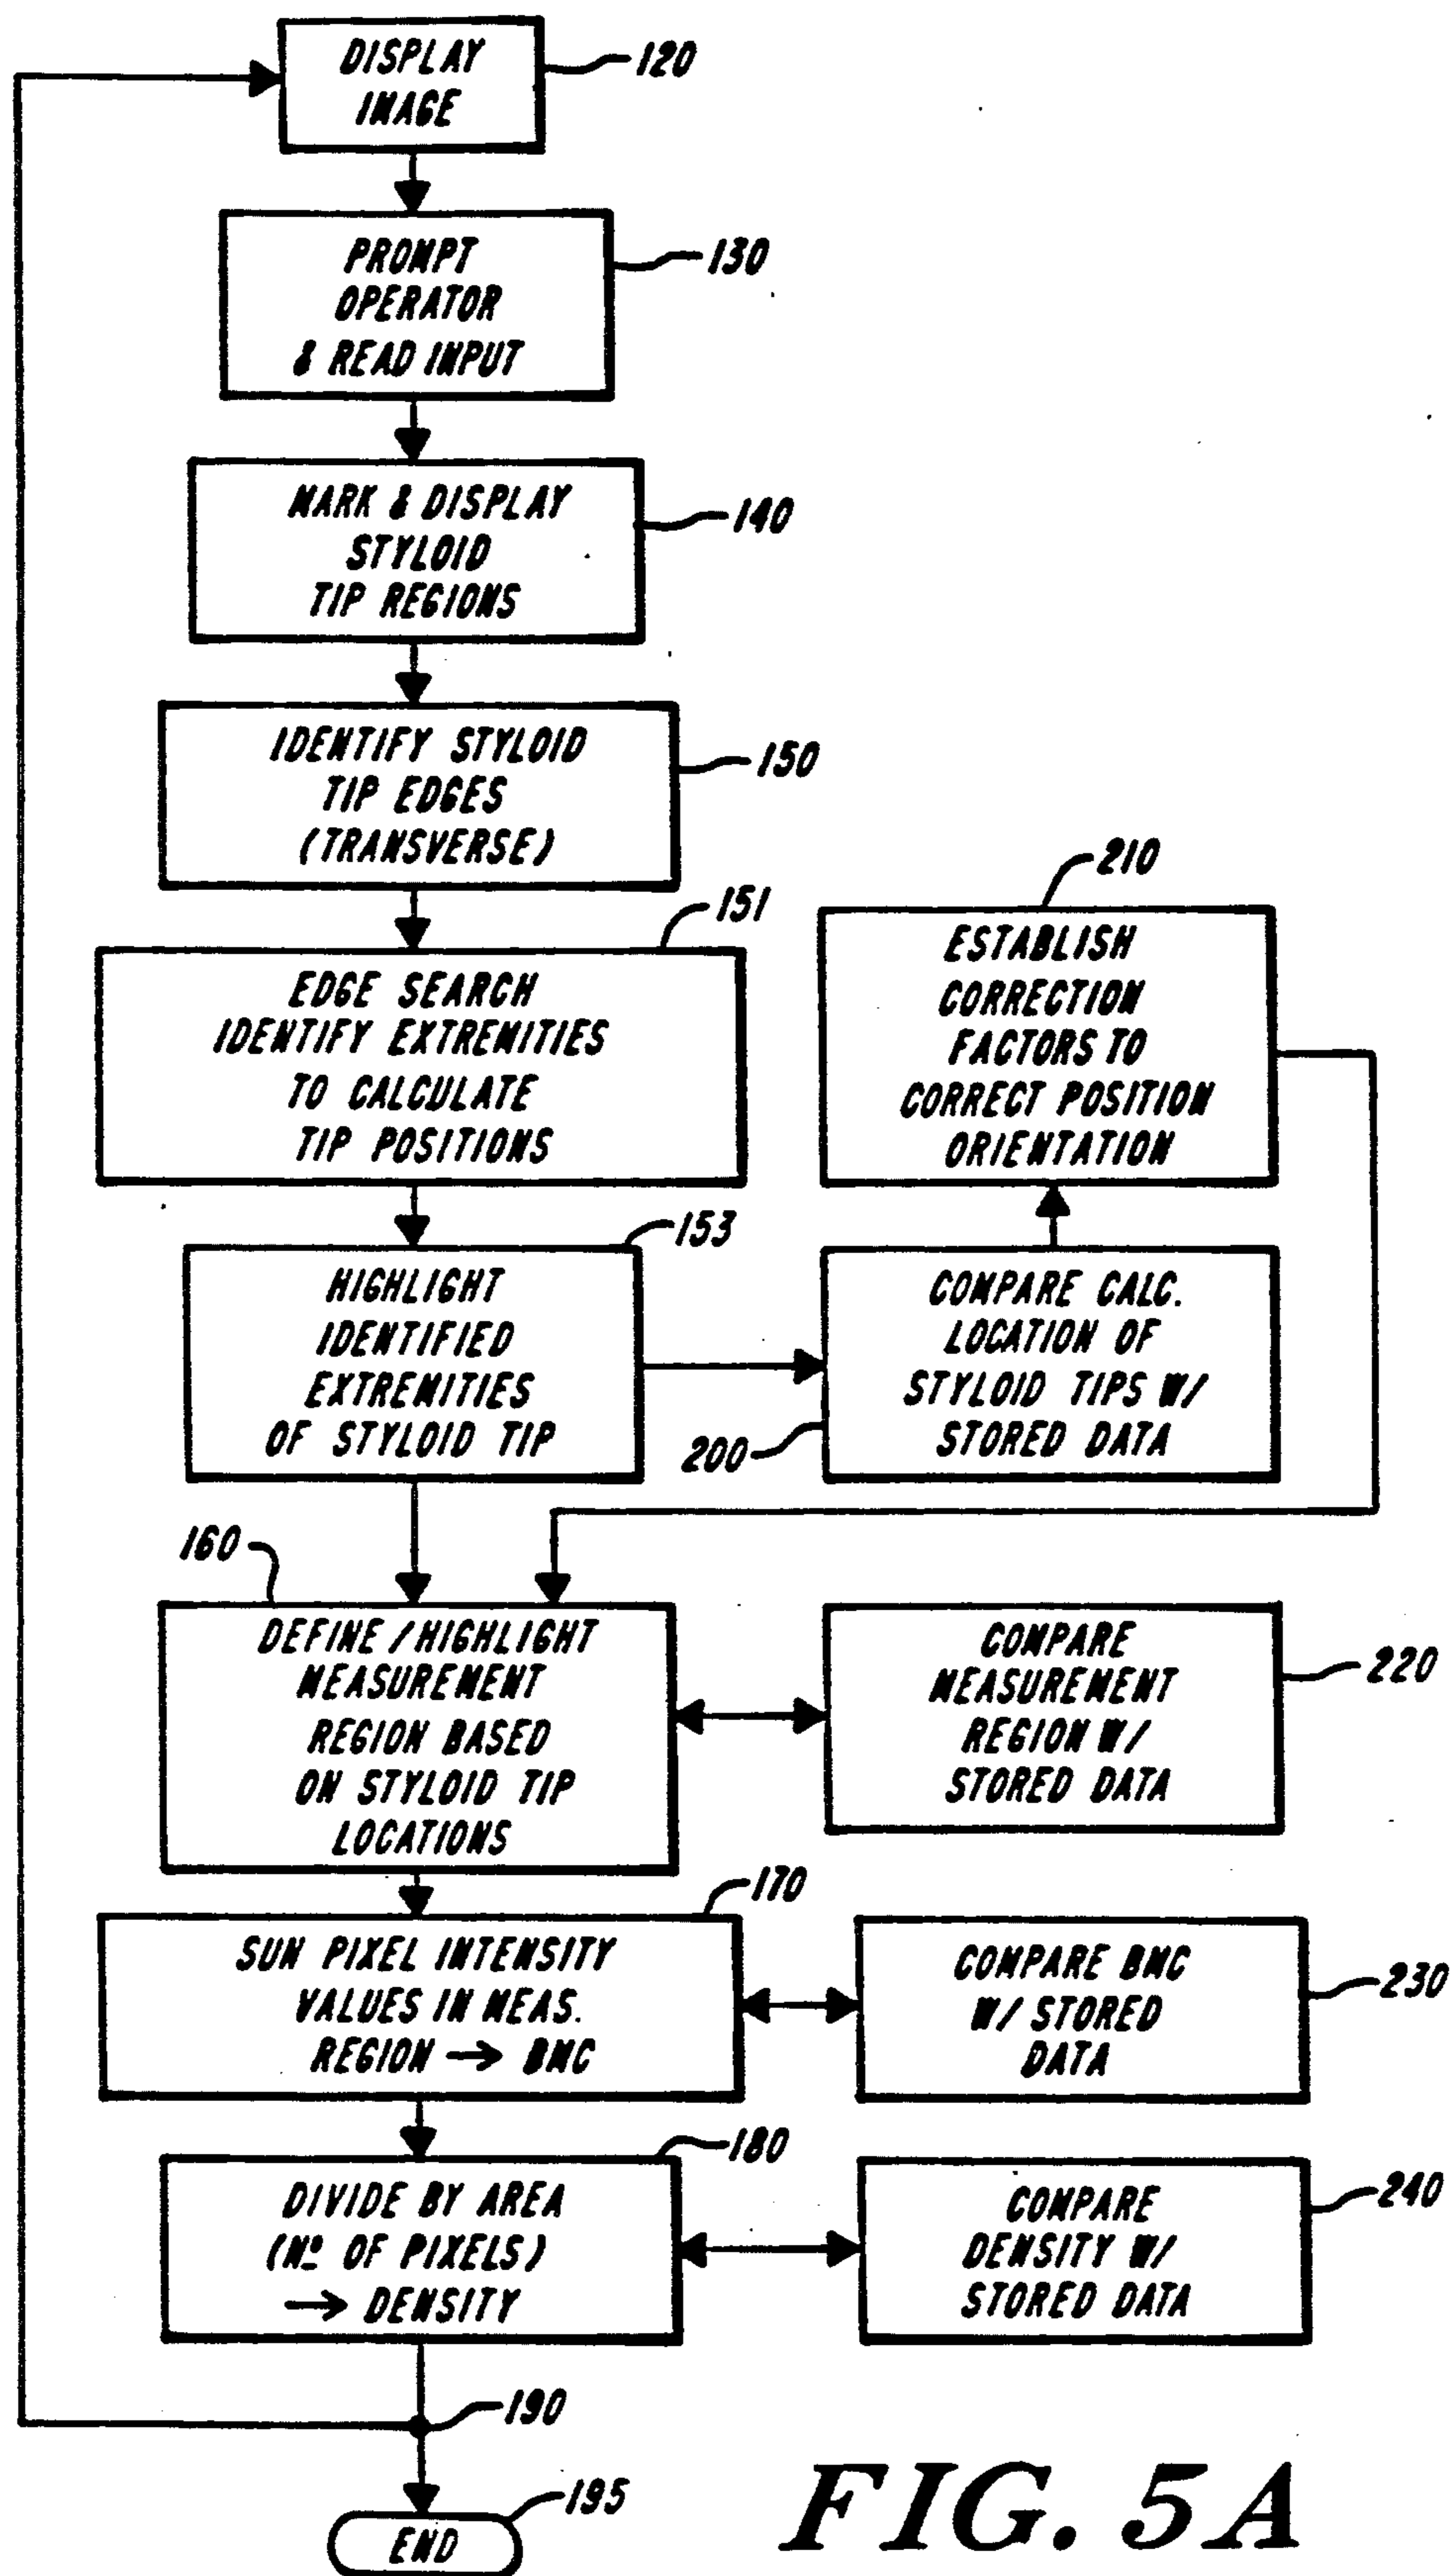 DISPLAY
IMAGE
120
PROMPT
OPERATOR
& READ INPUT
130
MARK & DISPLAY
STYLOID
TIP REGIONS
140
IDENTIFY STYLOID
TIP EDGES
(TRANSVERSE)
150
EDGE SEARCH
IDENTIFY EXTREMITIES
TO CALCULATE
TIP POSITIONS
151
HIGHLIGHT
IDENTIFIED
EXTREMITIES
OF STYLOID TIP
153
ESTABLISH
CORRECTION
FACTORS TO
CORRECT POSITION
ORIENTATION
210
COMPARE CALC.
LOCATION OF
STYLOID TIPS W/
STORED DATA
200
160
DEFINE/HIGHLIGHT
MEASUREMENT
REGION BASED
ON STYLOID TIP
LOCATIONS
COMPARE
MEASUREMENT
REGION W/
STORED DATA
220
SUN PIXEL INTENSITY
VALUES IN MEAS.
REGION → BMC
170
COMPARE BMC
W/ STORED
DATA
230
DIVIDE BY AREA
(Nº OF PIXELS)
→ DENSITY
180
COMPARE
DENSITY W/
STORED DATA
240
190
END
195
FIG. 5A